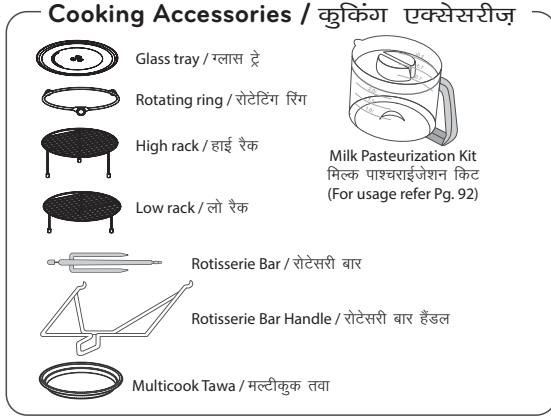 Cooking Accessories / कुकिंग एक्सेसरीज़
Glass tray / ग्लास ट्रे
Rotating ring / रोटेटिंग रिंग
High rack / हाई रैक
Low rack / लो रैक
Rotisserie Bar / रोटेसरी बार
Rotisserie Bar Handle / रोटेसरी बार हैंडल
Multicook Tawa / मल्टीकुक तवा
Milk Pasteurization Kit
मिल्क पाश्चराईजेशन किट
(For usage refer Pg. 92)